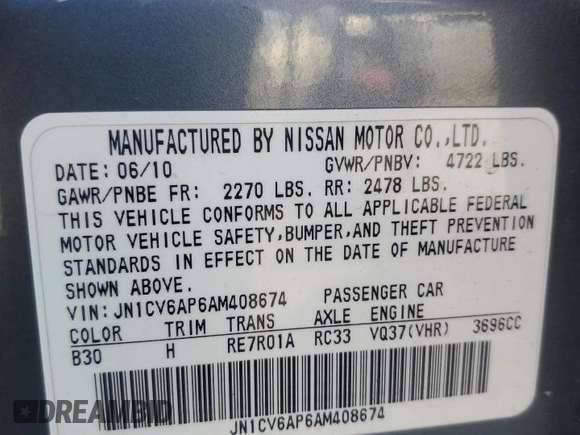 MANUFACTURED BY NISSAN MOTOR CO.,LTD.
DATE: 06/10 GVWR/PNBV: 4722 LBS.
GAWR/PNBE FR: 2270 LBS. RR: 2478 LBS.
THIS VEHICLE CONFORMS TO ALL APPLICABLE FEDERAL
MOTOR VEHICLE SAFETY,BUMPER,AND THEFT PREVENTION
STANDARDS IN EFFECT ON THE DATE OF MANUFACTURE
SHOWN ABOVE.
VIN: JN1CV6AP6AM408674 PASSENGER CAR
COLOR TRIM TRANS AXLE ENGINE
B30 H RE7R01A RC33 VQ37(VHR) 3696CC
JN1CV6AP6AM408674
DREAMBID